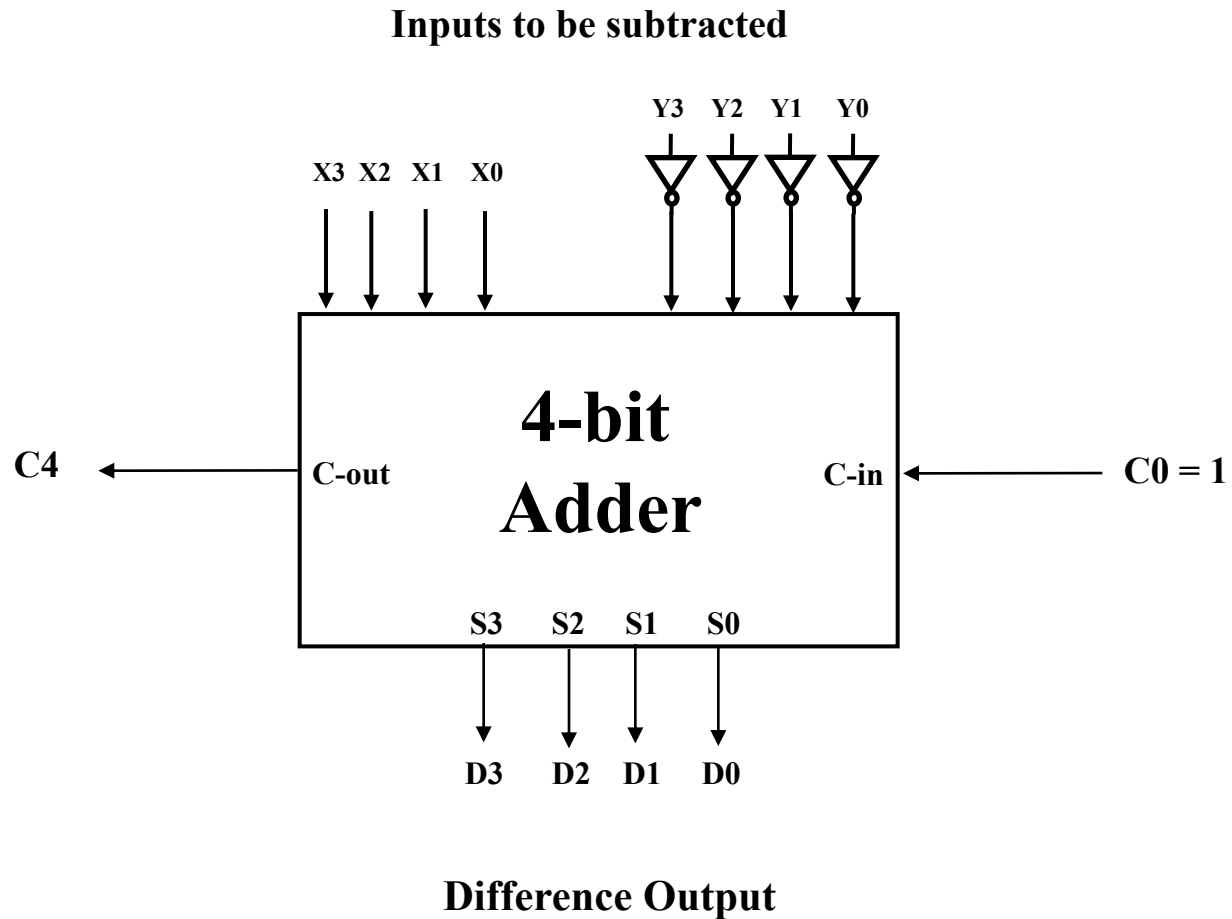 Inputs to be subtracted
Y3 Y2 Y1 Y0
X3 X2 X1 X0
4-bit
Adder
C4 C-out C-in C0 = 1
S3 S2 S1 S0
D3 D2 D1 D0
Difference Output